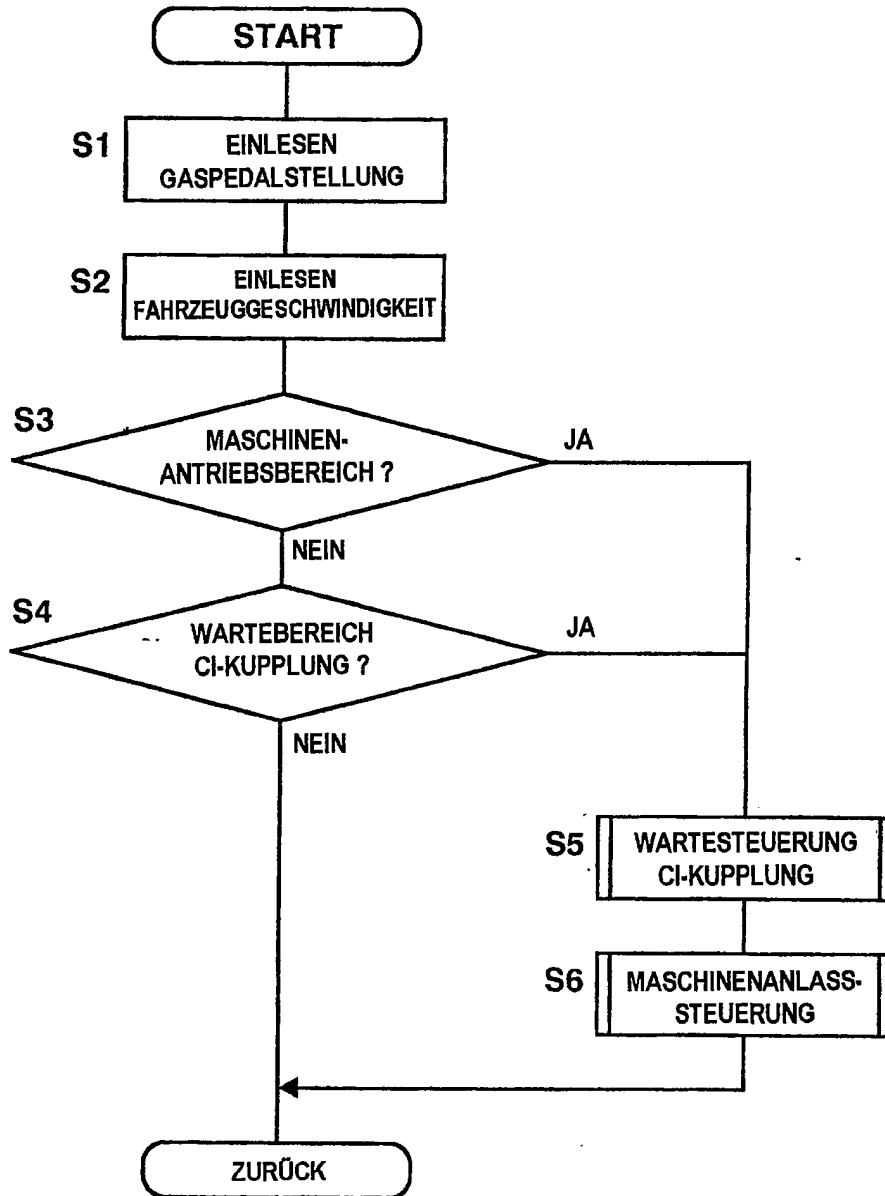 START
S1
EINLESEN
GASPEDALSTELLUNG
S2
EINLESEN
FAHRZEUGGESCHWINDIGKEIT
S3
MASCHINEN-
ANTRIEBSBEREICH ?
JA
NEIN
S4
WARTEBEREICH
CI-KUPPLUNG ?
JA
NEIN
S5
WARTESTEUERUNG
CI-KUPPLUNG
S6
MASCHINENANLASS-
STEUERUNG
ZURÜCK